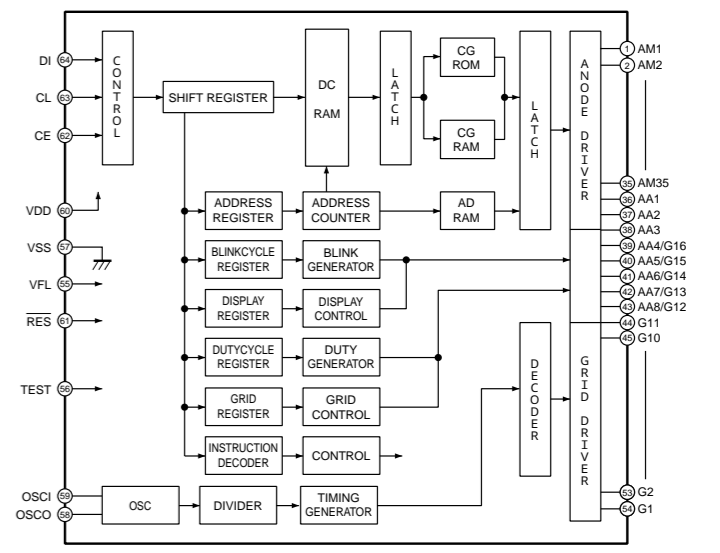 DI 64
CL 63
CE 62
VDD 60
VSS 57
VFL 55
RES 61
TEST 56
OSCI 59
OSCO 58
CONTROL
SHIFT REGISTER
DC
RAM
LATCH
CG
ROM
CG
RAM
LATCH
ANODE DRIVER
ADDRESS
REGISTER
ADDRESS
COUNTER
AD
RAM
BLINKCYCLE
REGISTER
BLINK
GENERATOR
DISPLAY
REGISTER
DISPLAY
CONTROL
DUTYCYCLE
REGISTER
DUTY
GENERATOR
GRID
REGISTER
GRID
CONTROL
INSTRUCTION
DECODER
CONTROL
OSC
DIVIDER
TIMING
GENERATOR
DECODER
GRID DRIVER
1 AM1
2 AM2
35 AM35
36 AA1
37 AA2
38 AA3
39 AA4/G16
40 AA5/G15
41 AA6/G14
42 AA7/G13
43 AA8/G12
44 G11
45 G10
53 G2
54 G1